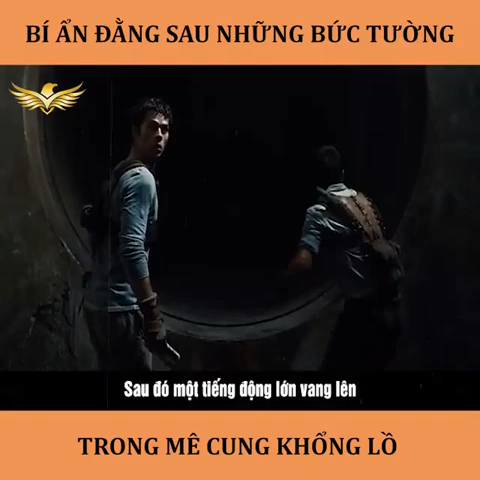 BÍ ẨN ĐẰNG SAU NHỮNG BỨC TƯỜNG
Sau đó một tiếng động lớn vang lên
TRONG MÊ CUNG KHỔNG LỒ